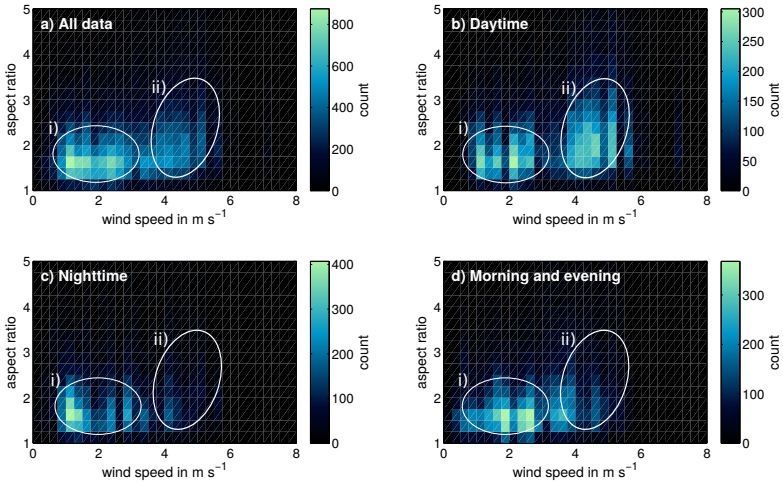 a) All data
i)
ii)
5
4
3
2
1
aspect ratio
0 2 4 6 8
wind speed in m s⁻¹
800
600
400
200
0
count
b) Daytime
i)
ii)
5
4
3
2
1
aspect ratio
0 2 4 6 8
wind speed in m s⁻¹
300
250
200
150
100
50
0
count
c) Nighttime
i)
ii)
5
4
3
2
1
aspect ratio
0 2 4 6 8
wind speed in m s⁻¹
400
300
200
100
0
count
d) Morning and evening
i)
ii)
5
4
3
2
1
aspect ratio
0 2 4 6 8
wind speed in m s⁻¹
300
200
100
0
count